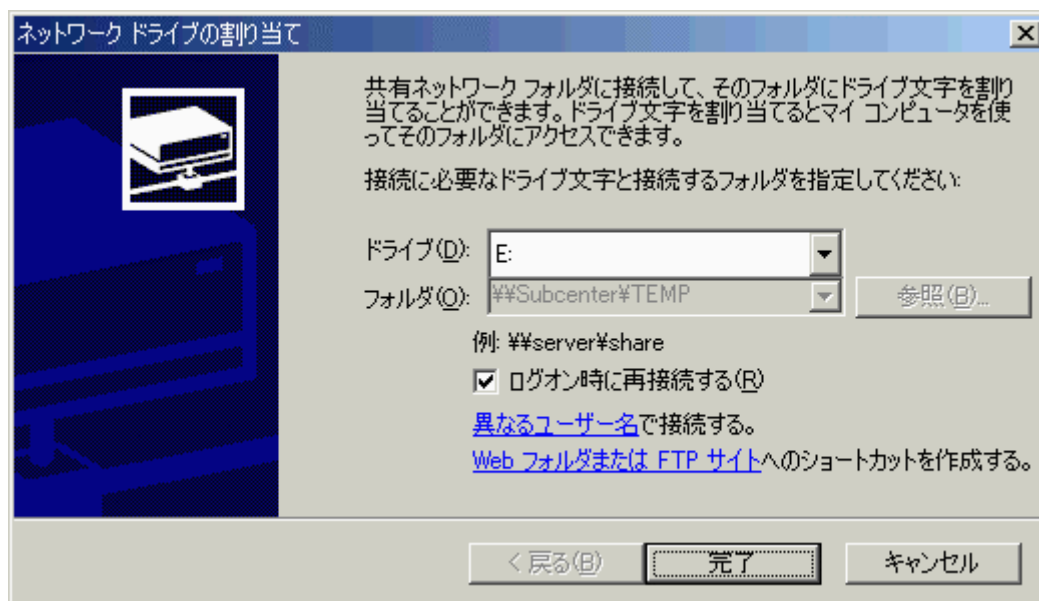 ネットワーク ドライブの割り当て
共有ネットワーク フォルダに接続して、そのフォルダにドライブ文字を割り
当てることができます。ドライブ文字を割り当てるとマイ コンピュータを使
ってそのフォルダにアクセスできます。
接続に必要なドライブ文字と接続するフォルダを指定してください:
ドライブ(D): E:
フォルダ(O): ¥¥Subcenter¥TEMP 参照(B)...
例: ¥¥server¥share
ログオン時に再接続する(R)
異なるユーザー名で接続する。
Web フォルダまたは FTP サイトへのショートカットを作成する。
< 戻る(B) 完了 キャンセル